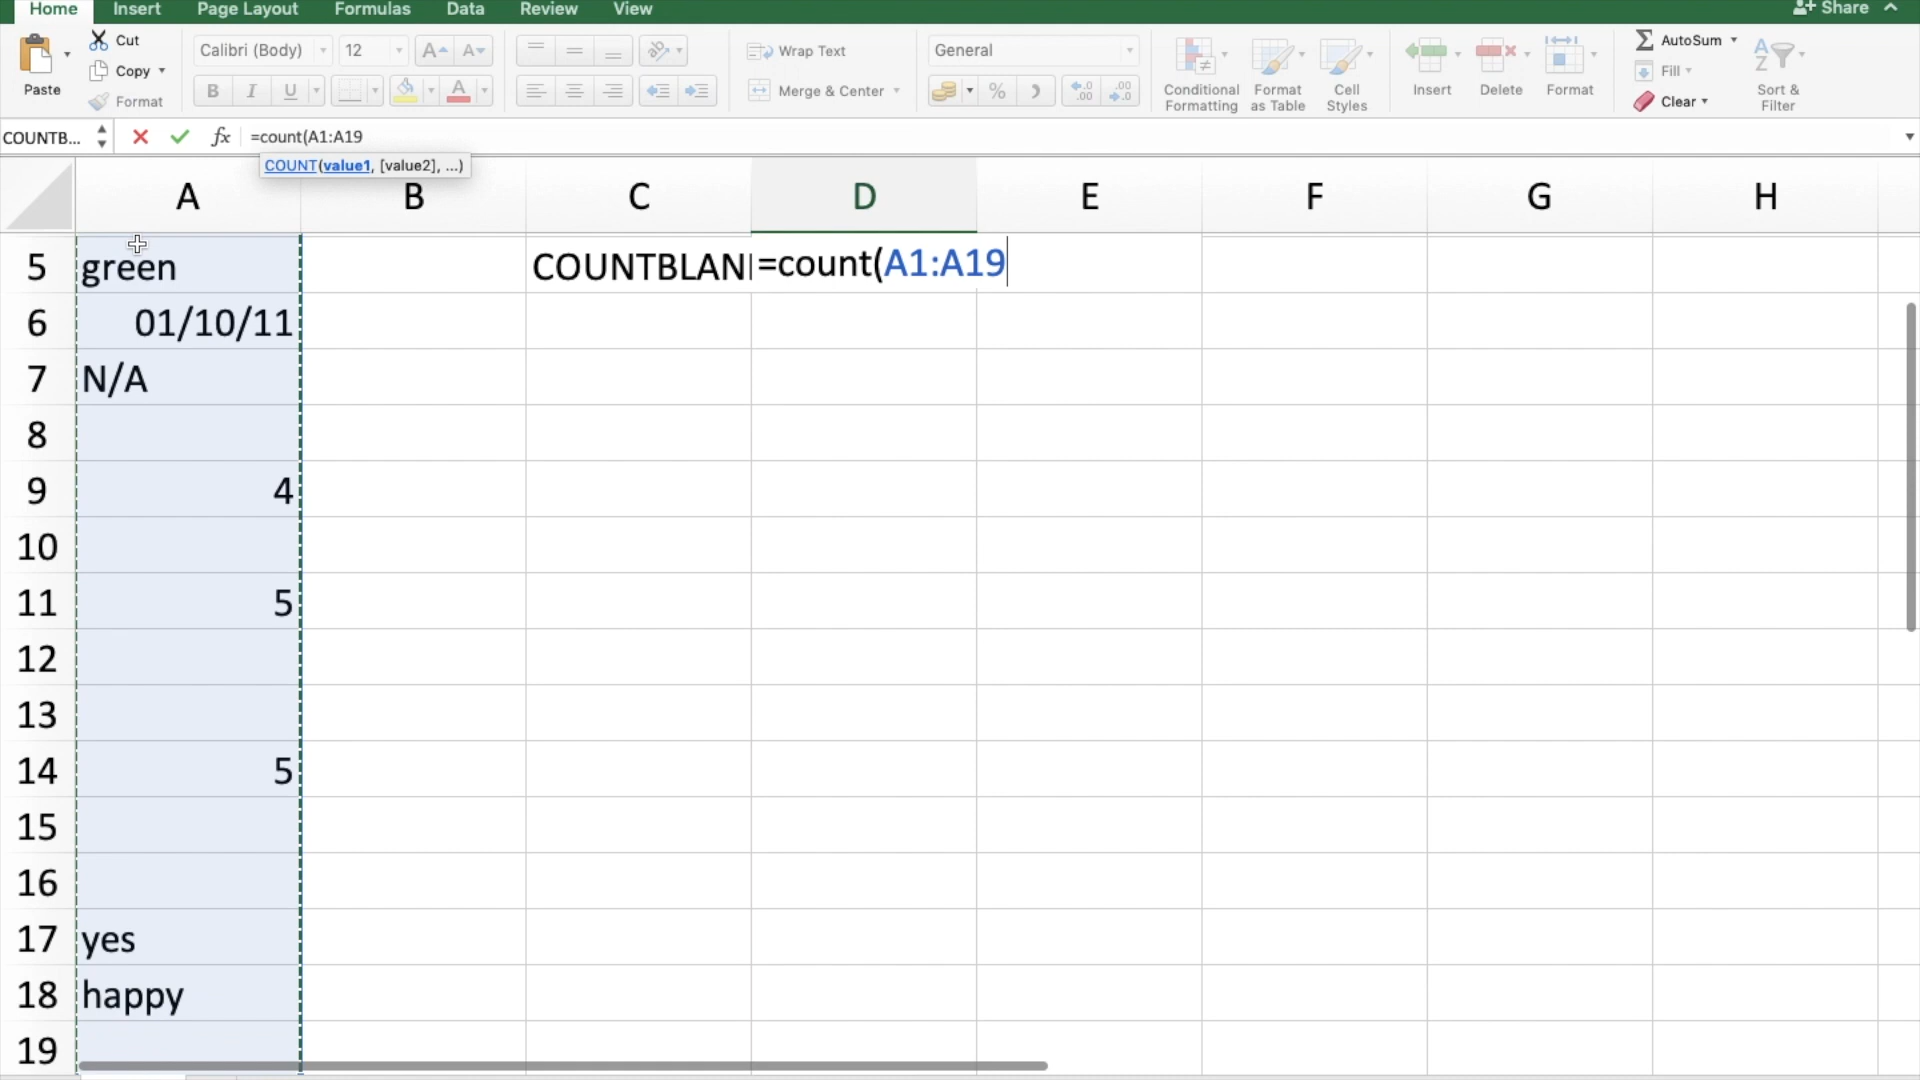 Home Insert Page Layout Formulas Data Review View Share
Cut
Calibri (Body) 12 A A Wrap Text General AutoSum
Copy Fill
Paste Format B I U A Merge & Center % Conditional Formatting Format as Table Cell Styles Insert Delete Format Clear Sort & Filter
COUNTB... fx =count(A1:A19
COUNT(value1, [value2], ...)
A B C D E F G H
5 green COUNTBLAN =count(A1:A19
6 01/10/11
7 N/A
8
9 4
10
11 5
12
13
14 5
15
16
17 yes
18 happy
19